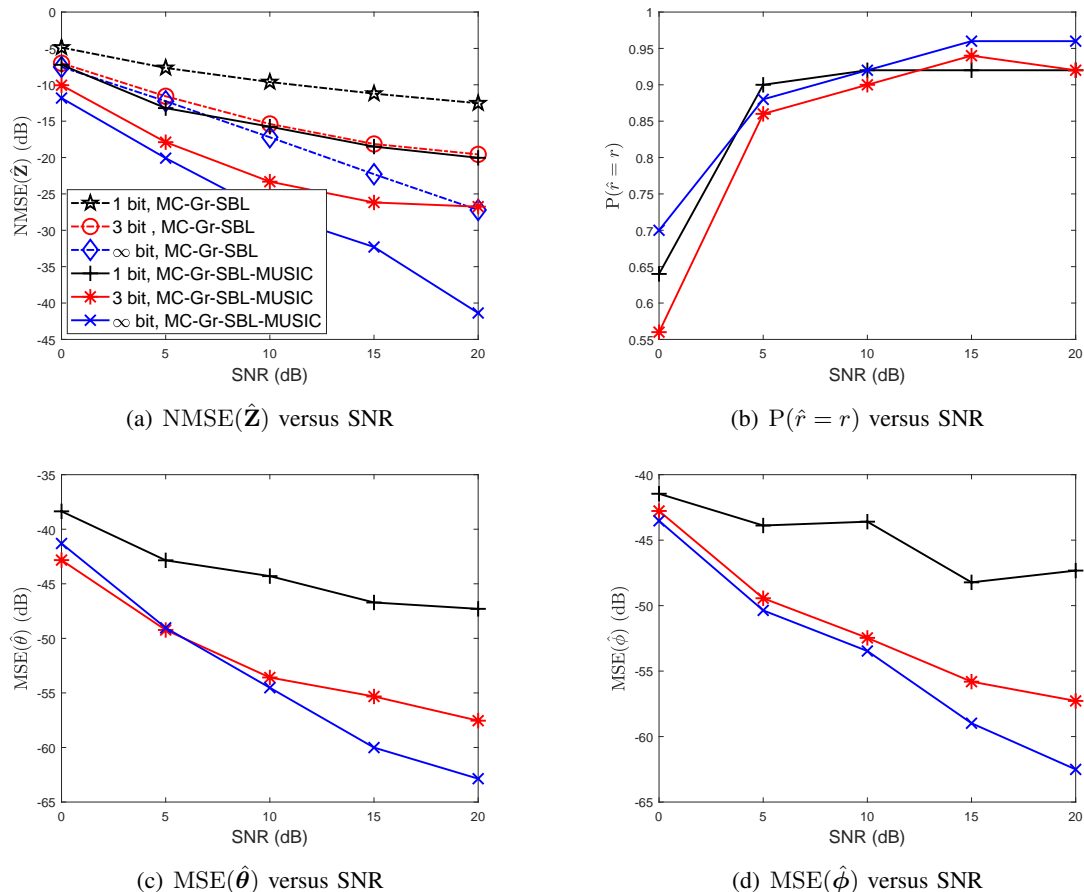 0
-5
-10
-15
-20
-25
-30
-35
-40
-45
NMSE(Ẑ) (dB)
1 bit, MC-Gr-SBL
3 bit , MC-Gr-SBL
∞ bit, MC-Gr-SBL
1 bit, MC-Gr-SBL-MUSIC
3 bit, MC-Gr-SBL-MUSIC
∞ bit, MC-Gr-SBL-MUSIC
0 5 10 15 20
SNR (dB)
(a) NMSE(Ẑ) versus SNR
1
0.95
0.9
0.85
0.8
0.75
0.7
0.65
0.6
0.55
P(r̂ = r)
0 5 10 15 20
SNR (dB)
(b) P(r̂ = r) versus SNR
-35
-40
-45
-50
-55
-60
-65
MSE(θ̂) (dB)
0 5 10 15 20
SNR (dB)
(c) MSE(θ̂) versus SNR
-40
-45
-50
-55
-60
-65
MSE(ϕ̂) (dB)
0 5 10 15 20
SNR (dB)
(d) MSE(ϕ̂) versus SNR